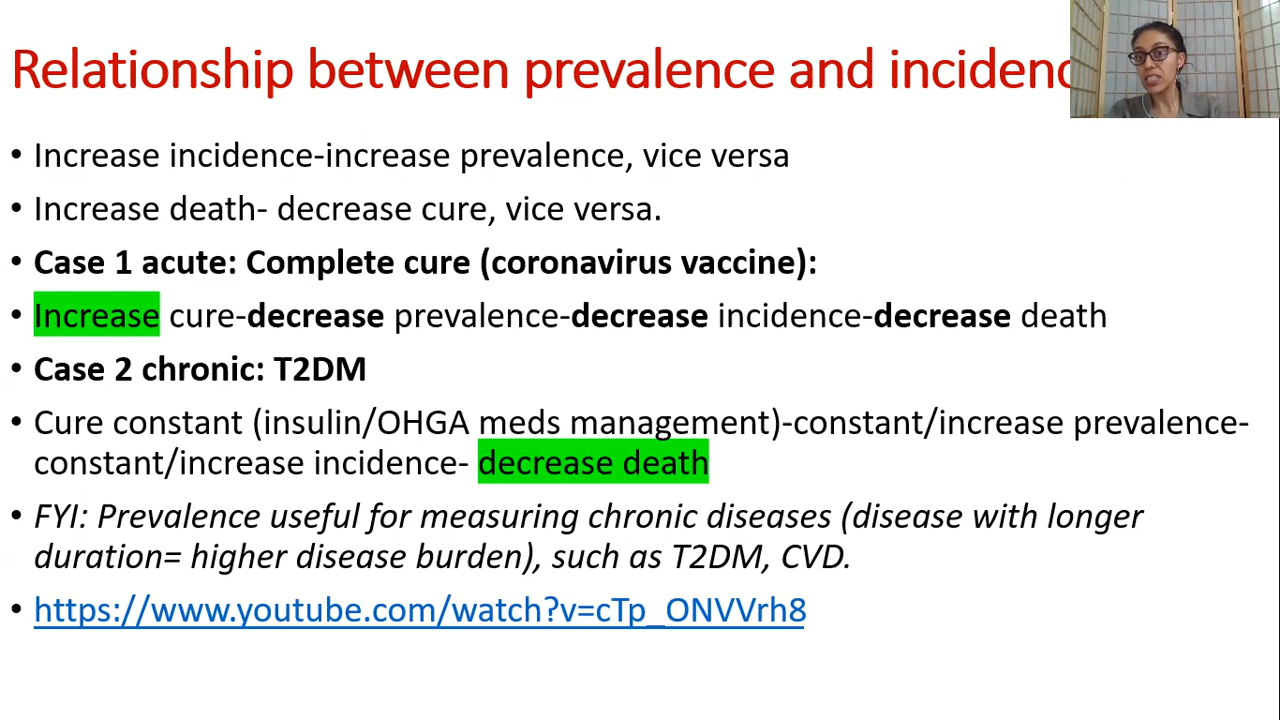 Relationship between prevalence and incidenc
• Increase incidence-increase prevalence, vice versa
• Increase death- decrease cure, vice versa.
• Case 1 acute: Complete cure (coronavirus vaccine):
• Increase cure-decrease prevalence-decrease incidence-decrease death
• Case 2 chronic: T2DM
• Cure constant (insulin/OHGA meds management)-constant/increase prevalence-
constant/increase incidence- decrease death
• FYI: Prevalence useful for measuring chronic diseases (disease with longer
duration= higher disease burden), such as T2DM, CVD.
• https://www.youtube.com/watch?v=cTp_ONVVrh8